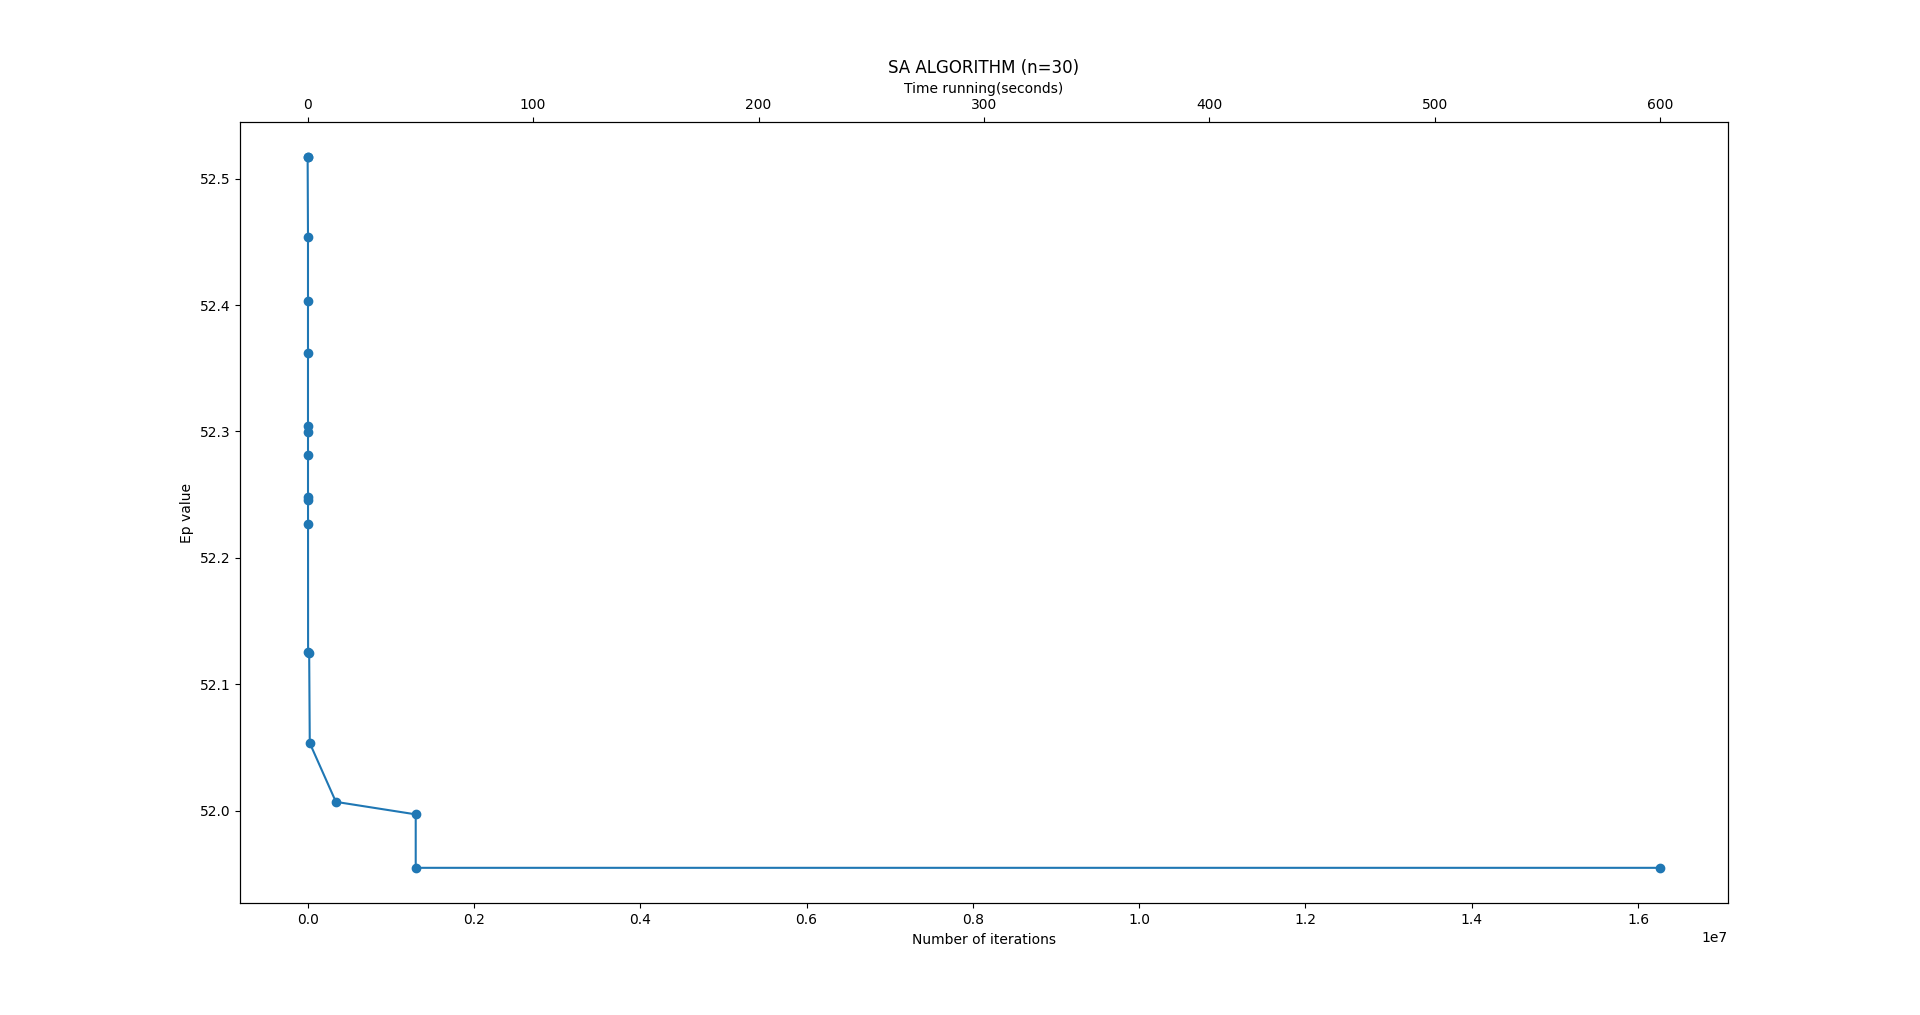 SA ALGORITHM (n=30)
Time running(seconds)
0 100 200 300 400 500 600
52.5
52.4
52.3
52.2
52.1
52.0
Ep value
0.0 0.2 0.4 0.6 0.8 1.0 1.2 1.4 1.6
1e7
Number of iterations